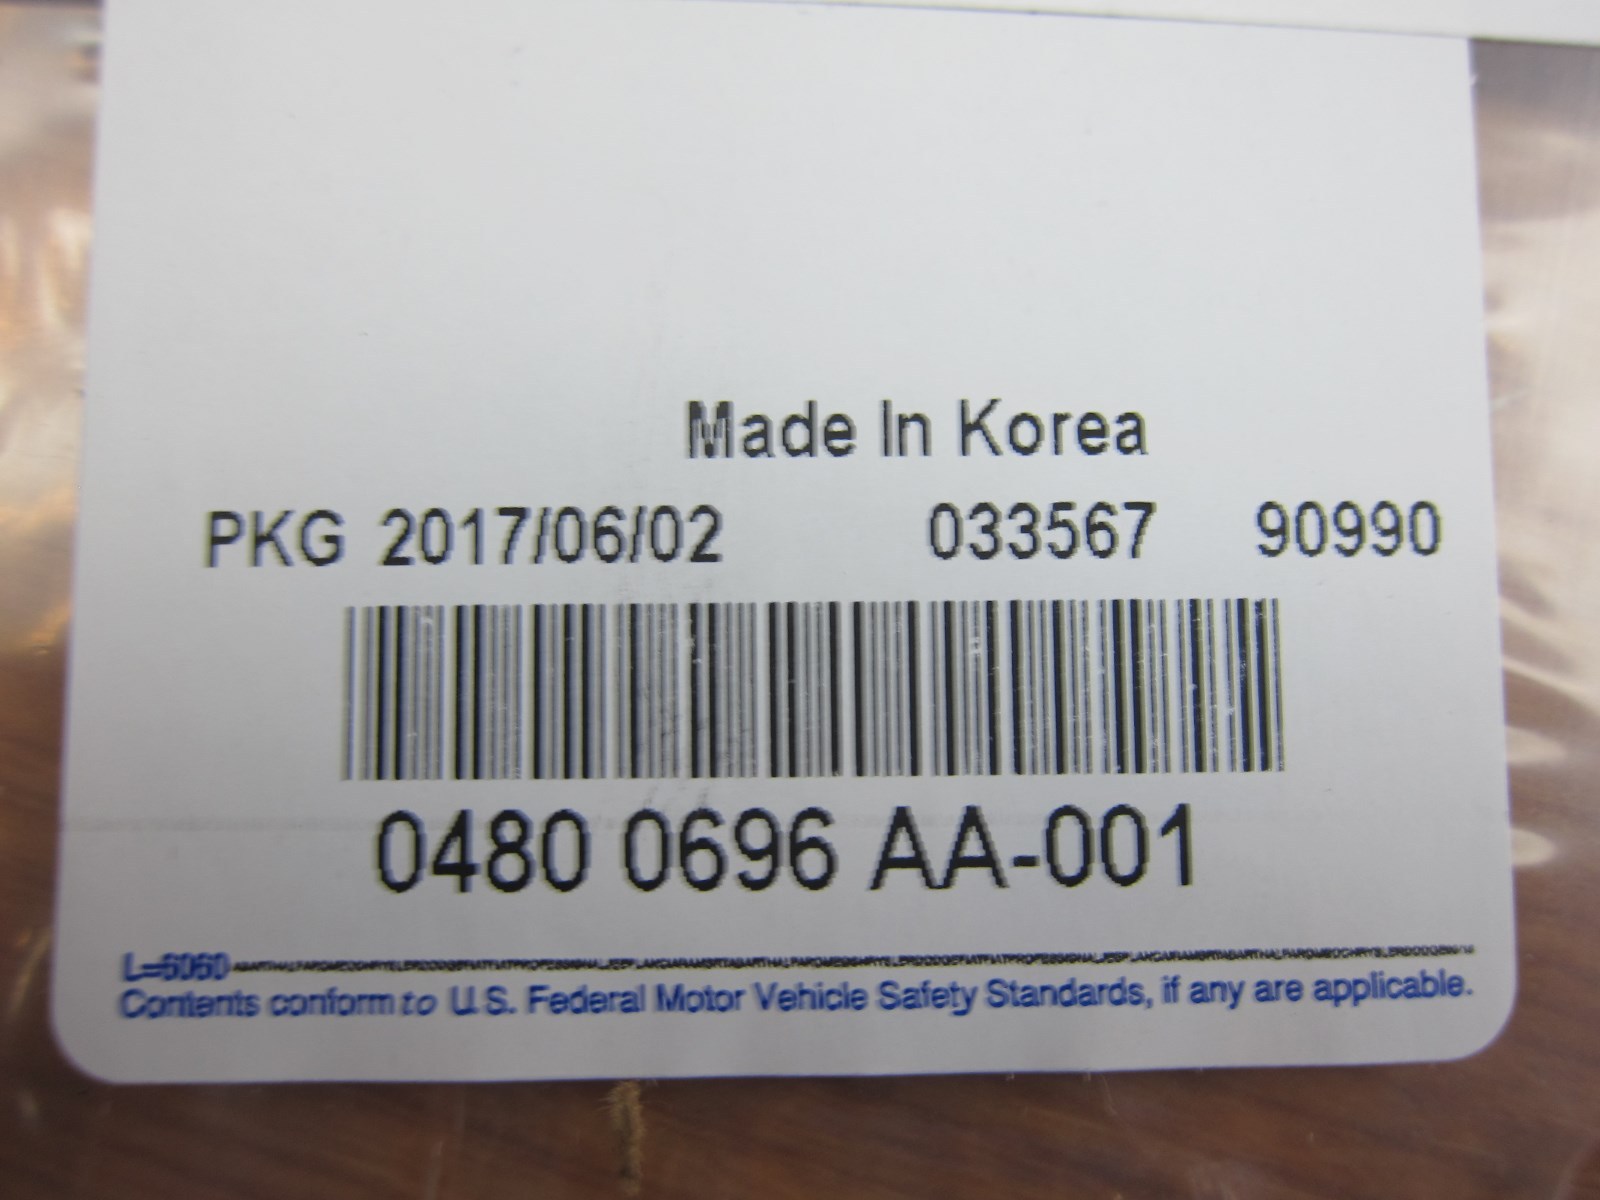 Made In Korea
PKG 2017/06/02 033567 90990
0480 0696 AA-001
L=6060
Contents conform to U.S. Federal Motor Vehicle Safety Standards, if any are applicable.